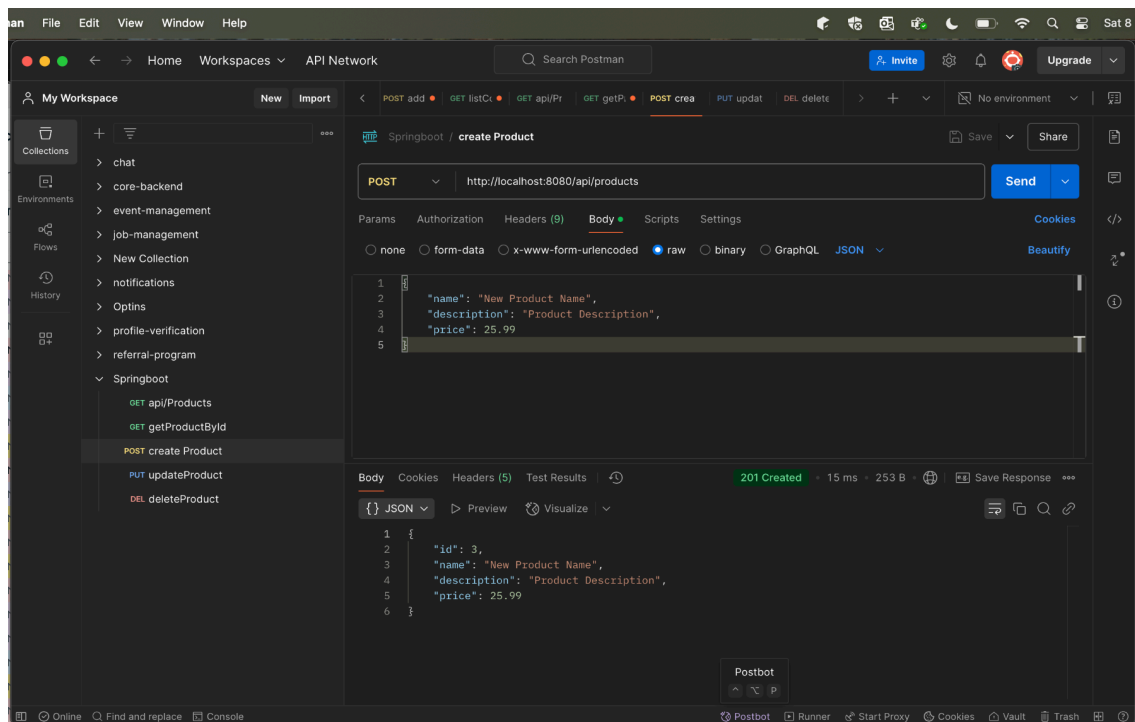 an File Edit View Window Help Sat 8
Home Workspaces API Network Search Postman Invite Upgrade
My Workspace New Import
POST add GET listCc GET api/Pr GET getP POST crea PUT updat DEL delete No environment
Collections
Environments
Flows
History
chat
core-backend
event-management
job-management
New Collection
notifications
Optins
profile-verification
referral-program
Springboot
GET api/Products
GET getProductById
POST create Product
PUT updateProduct
DEL deleteProduct
HTTP Springboot / create Product Save Share
POST http://localhost:8080/api/products Send
Params Authorization Headers (9) Body Scripts Settings Cookies
none form-data x-www-form-urlencoded raw binary GraphQL JSON Beautify
1 {
2 "name": "New Product Name",
3 "description": "Product Description",
4 "price": 25.99
5 }
Body Cookies Headers (5) Test Results 201 Created 15 ms 253 B Save Response
{} JSON Preview Visualize
1 {
2 "id": 3,
3 "name": "New Product Name",
4 "description": "Product Description",
5 "price": 25.99
6 }
Postbot
^ ⌥ P
Online Find and replace Console Postbot Runner Start Proxy Cookies Vault Trash